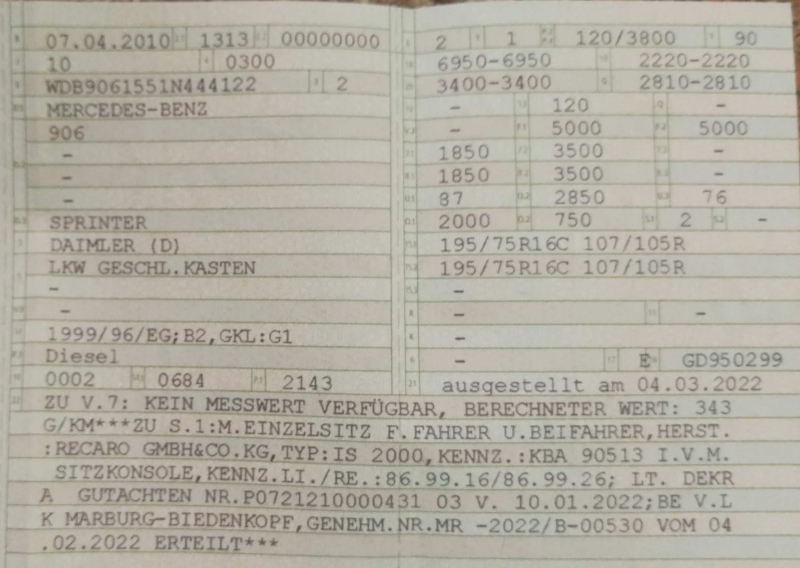 07.04.2010 1313 00000000
10 0300
WDB9061551N444122 2
MERCEDES-BENZ
906
-
-
-
SPRINTER
DAIMLER (D)
LKW GESCHL.KASTEN
-
-
1999/96/EG;B2,GKL:G1
Diesel
0002 0684 2143
2 1 120/3800 90
6950-6950 2220-2220
3400-3400 2810-2810
- 120 -
- 5000 5000
1850 3500 -
1850 3500 -
87 2850 76
2000 750 2 -
195/75R16C 107/105R
195/75R16C 107/105R
-
- -
-
- E GD950299
ausgestellt am 04.03.2022
ZU V.7: KEIN MESSWERT VERFÜGBAR, BERECHNETER WERT: 343
G/KM***ZU S.1:M.EINZELSITZ F.FAHRER U.BEIFAHRER,HERST.
:RECARO GMBH&CO.KG,TYP:IS 2000,KENNZ.:KBA 90513 I.V.M.
SITZKONSOLE,KENNZ.LI./RE.:86.99.16/86.99.26; LT. DEKR
A GUTACHTEN NR.P0721210000431 03 V. 10.01.2022;BE V.L
K MARBURG-BIEDENKOPF,GENEHM.NR.MR -2022/B-00530 VOM 04
.02.2022 ERTEILT***